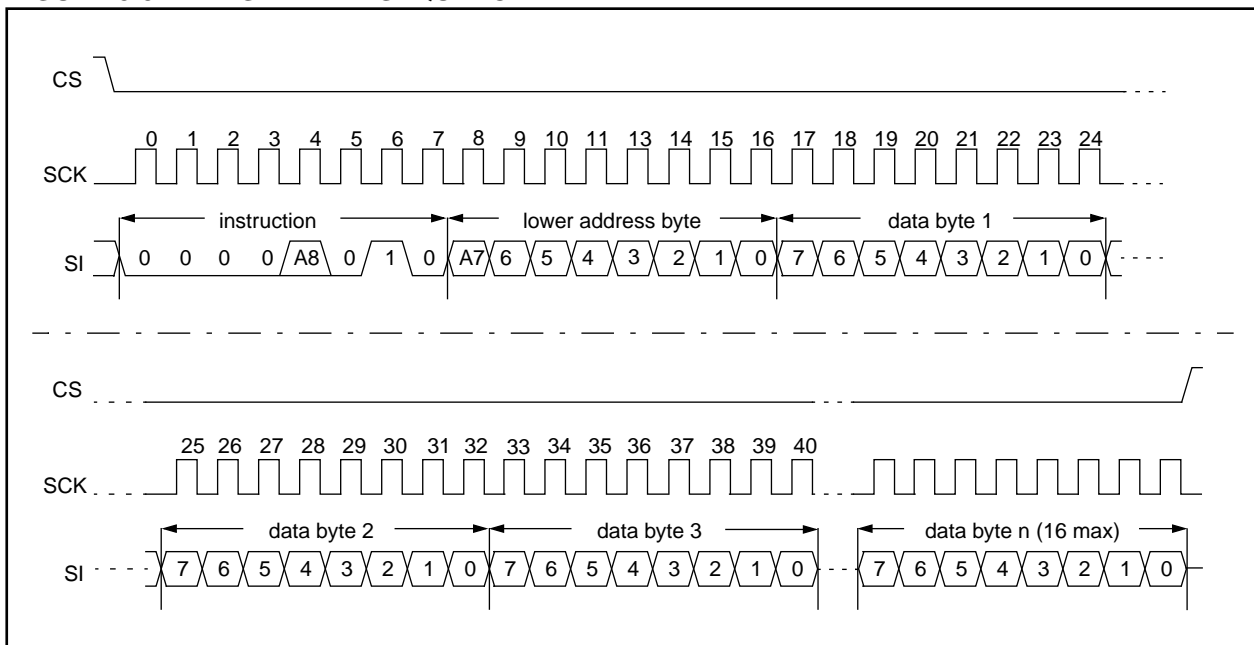 CS
0 1 2 3 4 5 6 7 8 9 10 11 13 14 15 16 17 18 19 20 21 22 23 24
SCK
instruction lower address byte data byte 1
SI 0 0 0 0 A8 0 1 0 A7 6 5 4 3 2 1 0 7 6 5 4 3 2 1 0
CS
25 26 27 28 29 30 31 32 33 34 35 36 37 38 39 40
SCK
data byte 2 data byte 3 data byte n (16 max)
SI 7 6 5 4 3 2 1 0 7 6 5 4 3 2 1 0 7 6 5 4 3 2 1 0